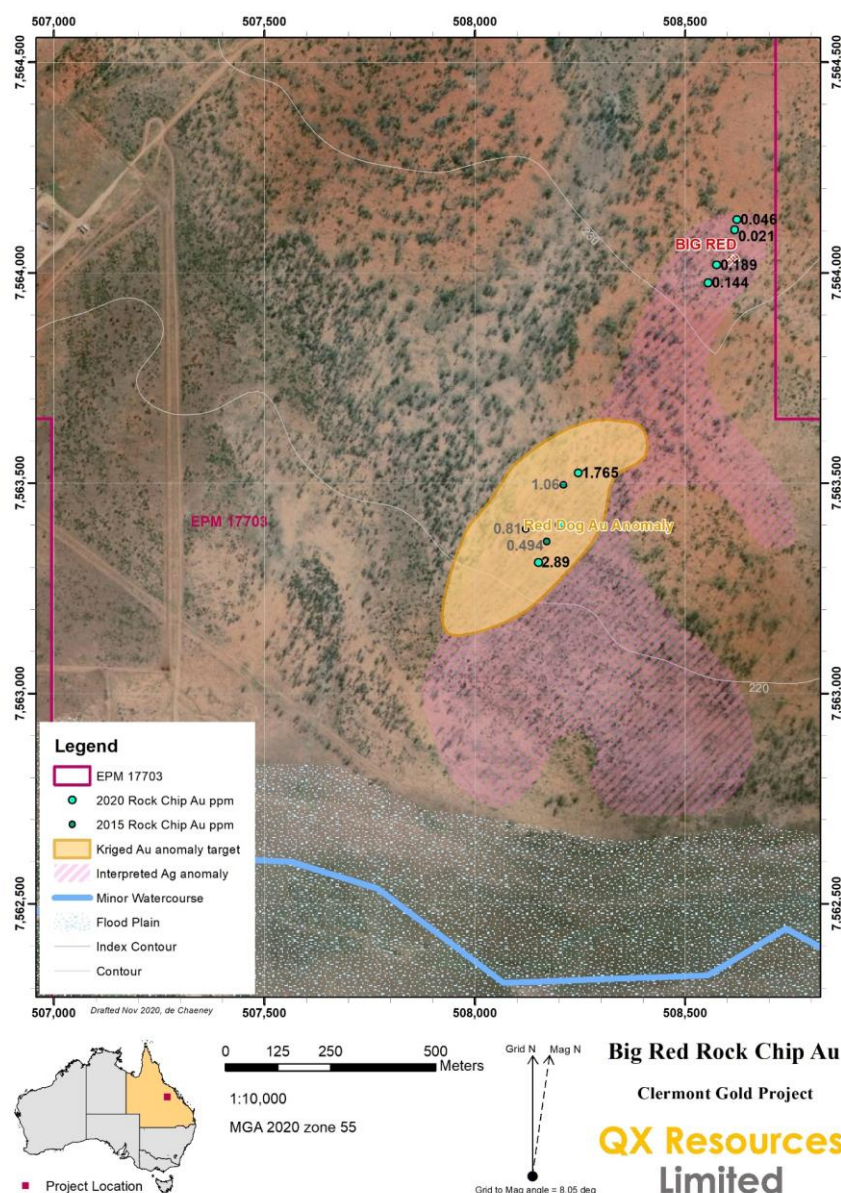 507,000 507,500 508,000 508,500
7,564,500 7,564,500
0.046
0.021
BIG RED
7,564,000 7,564,000
0.189
0.144
7,563,500 7,563,500
1.765
1.06
EPM 17703
Red Dog Au Anomaly
0.494
2.89
7,563,000 7,563,000
220
Legend
EPM 17703
2020 Rock Chip Au ppm
2015 Rock Chip Au ppm
Kriged Au anomaly target
Interpreted Ag anomaly
Minor Watercourse
Flood Plain
Index Contour
Contour
7,562,500 7,562,500
507,000 507,500 508,000 508,500
Drafted Nov 2020, de Chaeney
0 125 250 500
Meters
1:10,000
MGA 2020 zone 55
Project Location
Grid N Mag N
Grid to Mag angle = 8.05 deg
Big Red Rock Chip Au
Clermont Gold Project
QX Resources
Limited